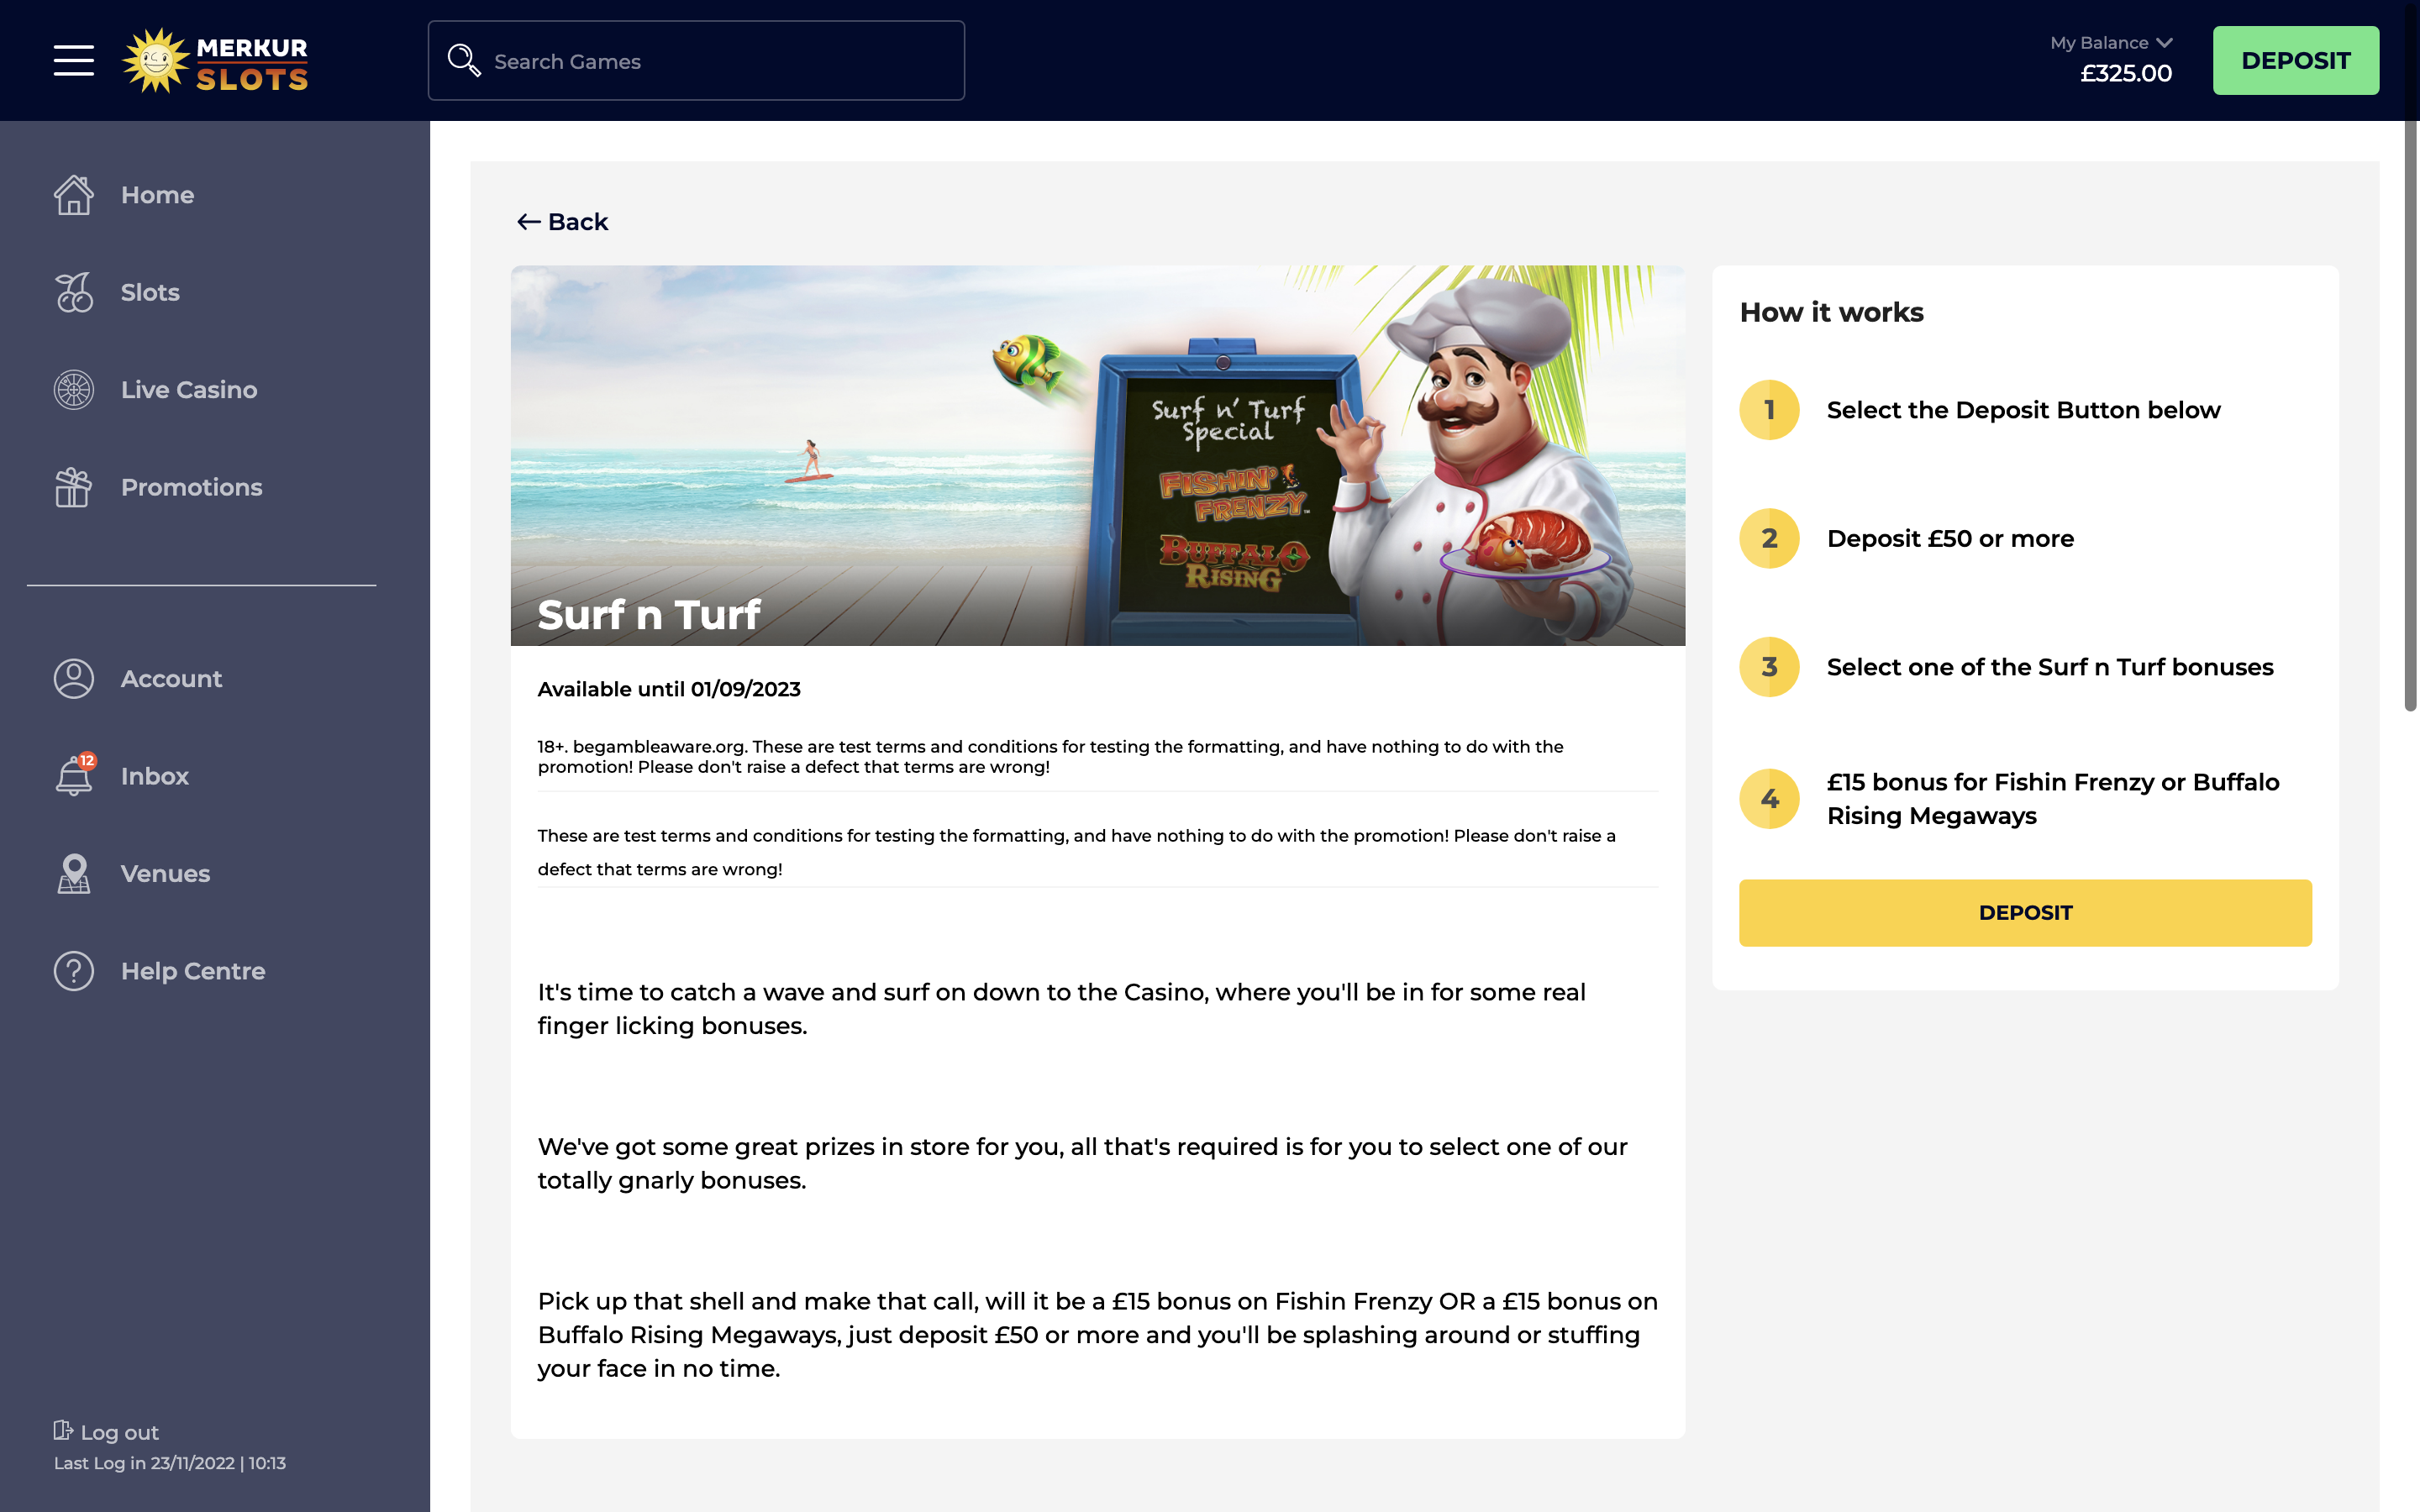 MERKUR
SLOTS
Search Games
My Balance
£325.00
DEPOSIT
Home
Slots
Live Casino
Promotions
Account
12
Inbox
Venues
Help Centre
Log out
Last Log in 23/11/2022 | 10:13
← Back
Surf n' Turf
Special
FISHIN'
FRENZY™
BUFFALO
RISING
Surf n Turf
Available until 01/09/2023
18+. begambleaware.org. These are test terms and conditions for testing the formatting, and have nothing to do with the
promotion! Please don't raise a defect that terms are wrong!
These are test terms and conditions for testing the formatting, and have nothing to do with the promotion! Please don't raise a
defect that terms are wrong!
It's time to catch a wave and surf on down to the Casino, where you'll be in for some real
finger licking bonuses.
We've got some great prizes in store for you, all that's required is for you to select one of our
totally gnarly bonuses.
Pick up that shell and make that call, will it be a £15 bonus on Fishin Frenzy OR a £15 bonus on
Buffalo Rising Megaways, just deposit £50 or more and you'll be splashing around or stuffing
your face in no time.
How it works
1 Select the Deposit Button below
2 Deposit £50 or more
3 Select one of the Surf n Turf bonuses
4 £15 bonus for Fishin Frenzy or Buffalo
Rising Megaways
DEPOSIT